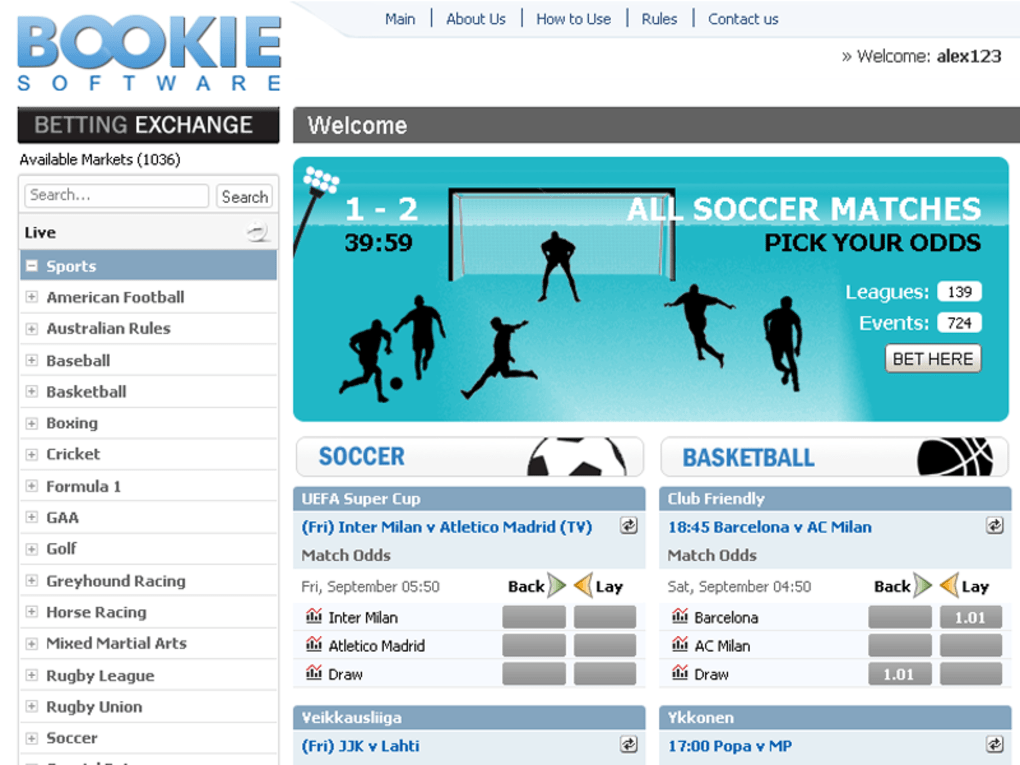 BOOKIE
SOFTWARE
Main | About Us | How to Use | Rules | Contact us
» Welcome: alex123
BETTING EXCHANGE
Available Markets (1036)
Search...
Search
Live
Sports
American Football
Australian Rules
Baseball
Basketball
Boxing
Cricket
Formula 1
GAA
Golf
Greyhound Racing
Horse Racing
Mixed Martial Arts
Rugby League
Rugby Union
Soccer
Welcome
1 - 2
39:59
ALL SOCCER MATCHES
PICK YOUR ODDS
Leagues: 139
Events: 724
BET HERE
SOCCER
UEFA Super Cup
(Fri) Inter Milan v Atletico Madrid (TV)
Match Odds
Fri, September 05:50 Back Lay
Inter Milan
Atletico Madrid
Draw
Veikkausliiga
(Fri) JJK v Lahti
BASKETBALL
Club Friendly
18:45 Barcelona v AC Milan
Match Odds
Sat, September 04:50 Back Lay
Barcelona 1.01
AC Milan
Draw 1.01
Ykkonen
17:00 Popa v MP